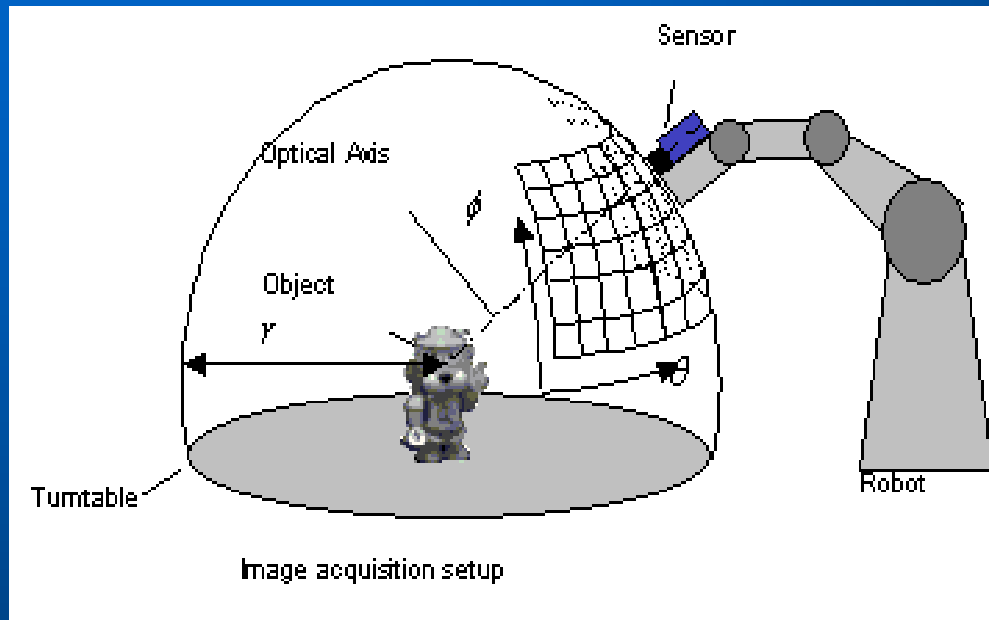 Sensor
Optical Axis
ϕ
Object
r
θ
Turntable
Robot
Image acquisition setup